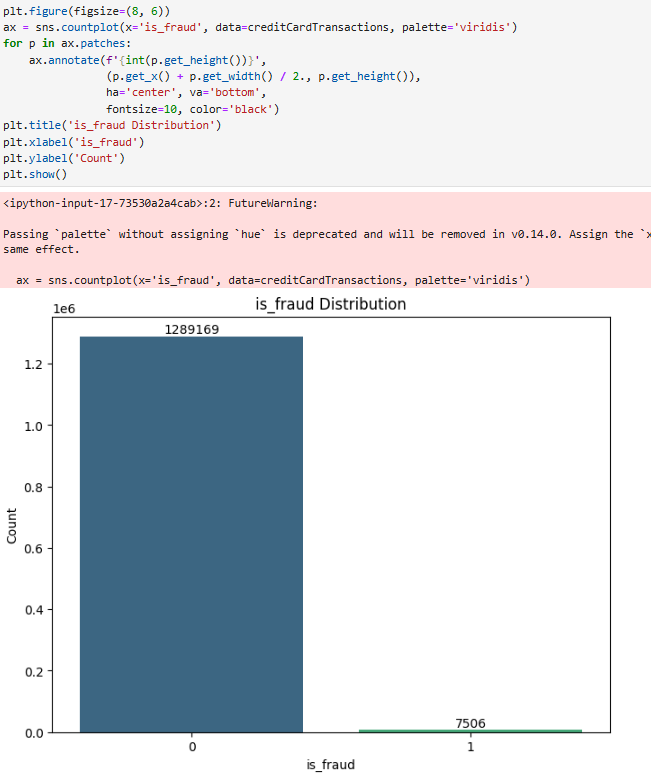 plt.figure(figsize=(8, 6))
ax = sns.countplot(x='is_fraud', data=creditCardTransactions, palette='viridis')
for p in ax.patches:
    ax.annotate(f'{int(p.get_height())}',
                (p.get_x() + p.get_width() / 2., p.get_height()),
                ha='center', va='bottom',
                fontsize=10, color='black')
plt.title('is_fraud Distribution')
plt.xlabel('is_fraud')
plt.ylabel('Count')
plt.show()
<ipython-input-17-73530a2a4cab>:2: FutureWarning:
Passing `palette` without assigning `hue` is deprecated and will be removed in v0.14.0. Assign the `x
same effect.
  ax = sns.countplot(x='is_fraud', data=creditCardTransactions, palette='viridis')
is_fraud Distribution
1e6
1289169
1.2
1.0
0.8
0.6
0.4
0.2
0.0
Count
7506
0
1
is_fraud